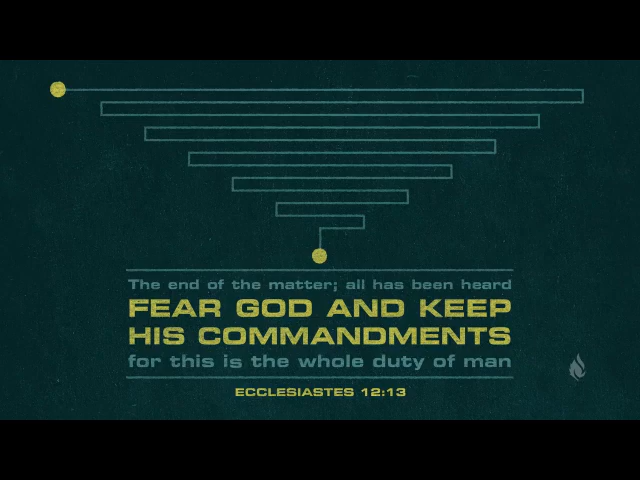 The end of the matter; all has been heard
FEAR GOD AND KEEP
HIS COMMANDMENTS
for this is the whole duty of man
ECCLESIASTES 12:13